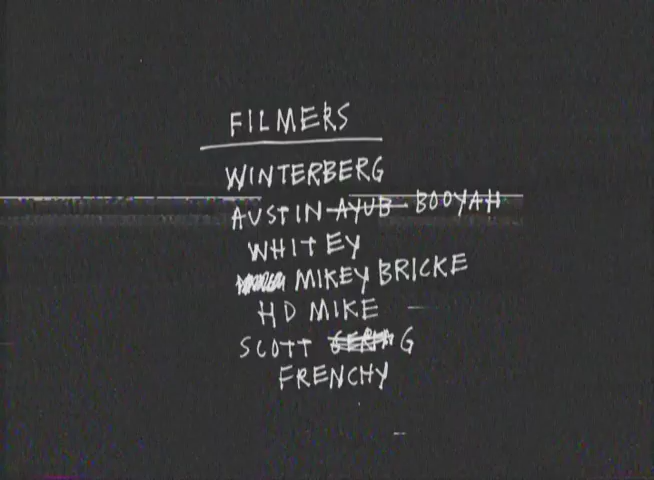 FILMERS
WINTERBERG
AUSTIN AYUB BOOYAH
WHITEY
MIKEY BRICKE
HD MIKE
SCOTT G
FRENCHY